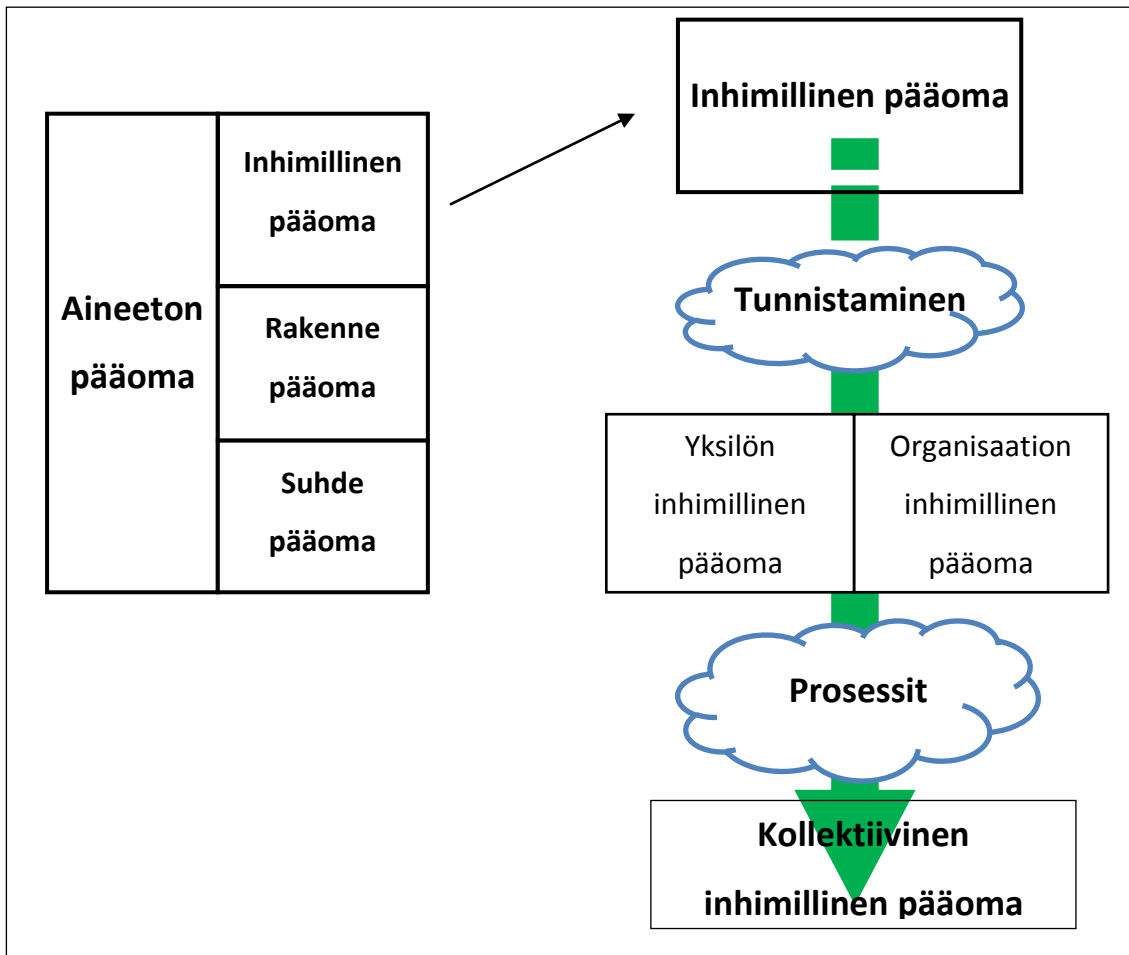 Aineeton
pääoma
Inhimillinen
pääoma
Rakenne
pääoma
Suhde
pääoma
Inhimillinen pääoma
Tunnistaminen
Yksilön
inhimillinen
pääoma
Organisaation
inhimillinen
pääoma
Prosessit
Kollektiivinen
inhimillinen pääoma